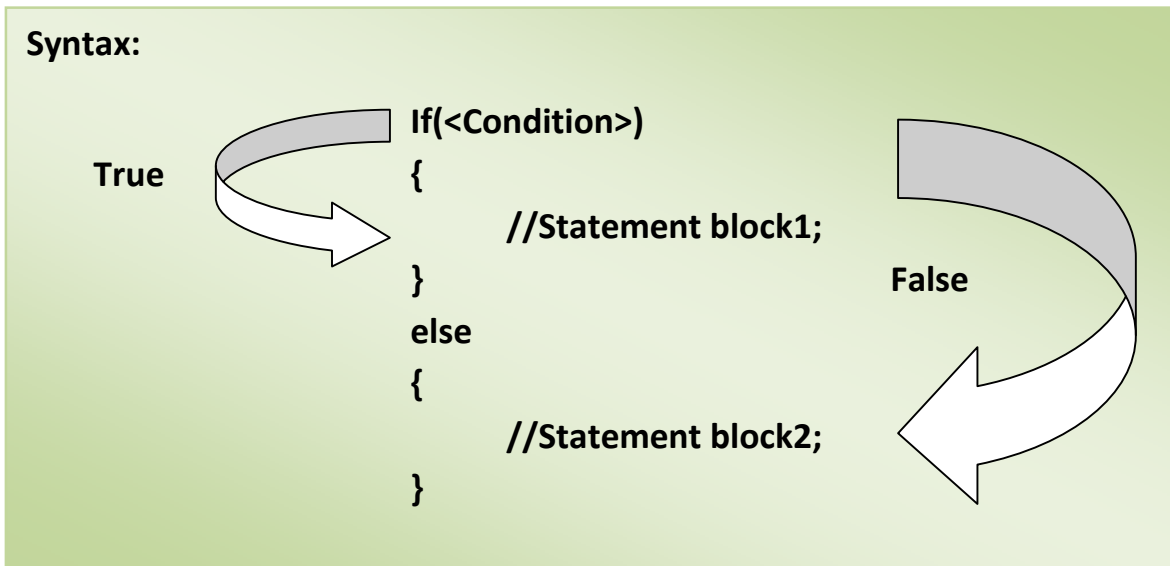 Syntax:
If(<Condition>)
True
{
//Statement block1;
}
False
else
{
//Statement block2;
}